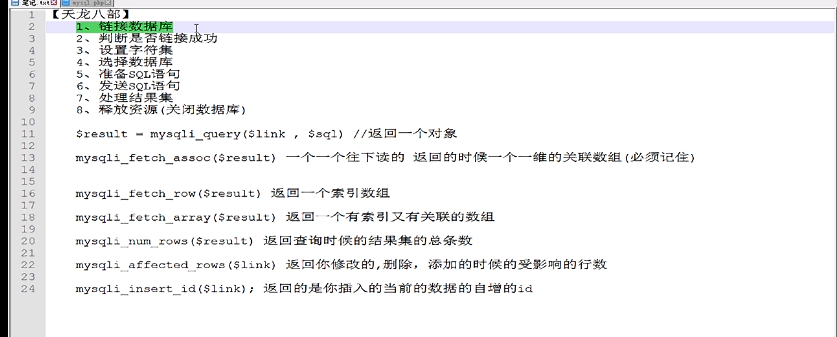 笔记.txt mysql.php
1 【天龙八部】
2 1、链接数据库
3 2、判断是否链接成功
4 3、设置字符集
5 4、选择数据库
6 5、准备SQL语句
7 6、发送SQL语句
8 7、处理结果集
9 8、释放资源(关闭数据库)
10
11 $result = mysqli_query($link , $sql) //返回一个对象
12
13 mysqli_fetch_assoc($result) 一个一个往下读的 返回的时候一个一维的关联数组(必须记住)
14
15
16 mysqli_fetch_row($result) 返回一个索引数组
17
18 mysqli_fetch_array($result) 返回一个有索引又有关联的数组
19
20 mysqli_num_rows($result) 返回查询时候的结果集的总条数
21
22 mysqli_affected_rows($link) 返回你修改的,删除，添加的时候的受影响的行数
23
24 mysqli_insert_id($link); 返回的是你插入的当前的数据的自增的id